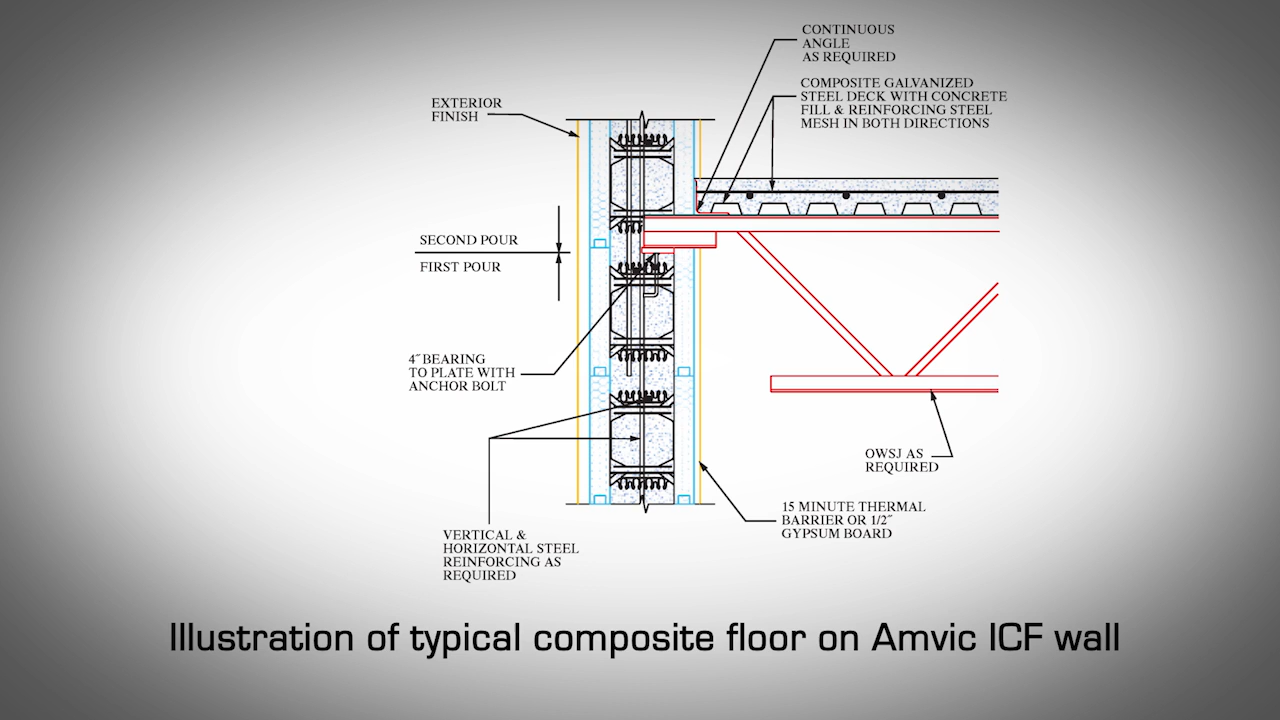 CONTINUOUS
ANGLE
AS REQUIRED
COMPOSITE GALVANIZED
STEEL DECK WITH CONCRETE
FILL & REINFORCING STEEL
MESH IN BOTH DIRECTIONS
EXTERIOR
FINISH
SECOND POUR
FIRST POUR
4″ BEARING
TO PLATE WITH
ANCHOR BOLT
OWSJ AS
REQUIRED
15 MINUTE THERMAL
BARRIER OR 1/2″
GYPSUM BOARD
VERTICAL &
HORIZONTAL STEEL
REINFORCING AS
REQUIRED
Illustration of typical composite floor on Amvic ICF wall